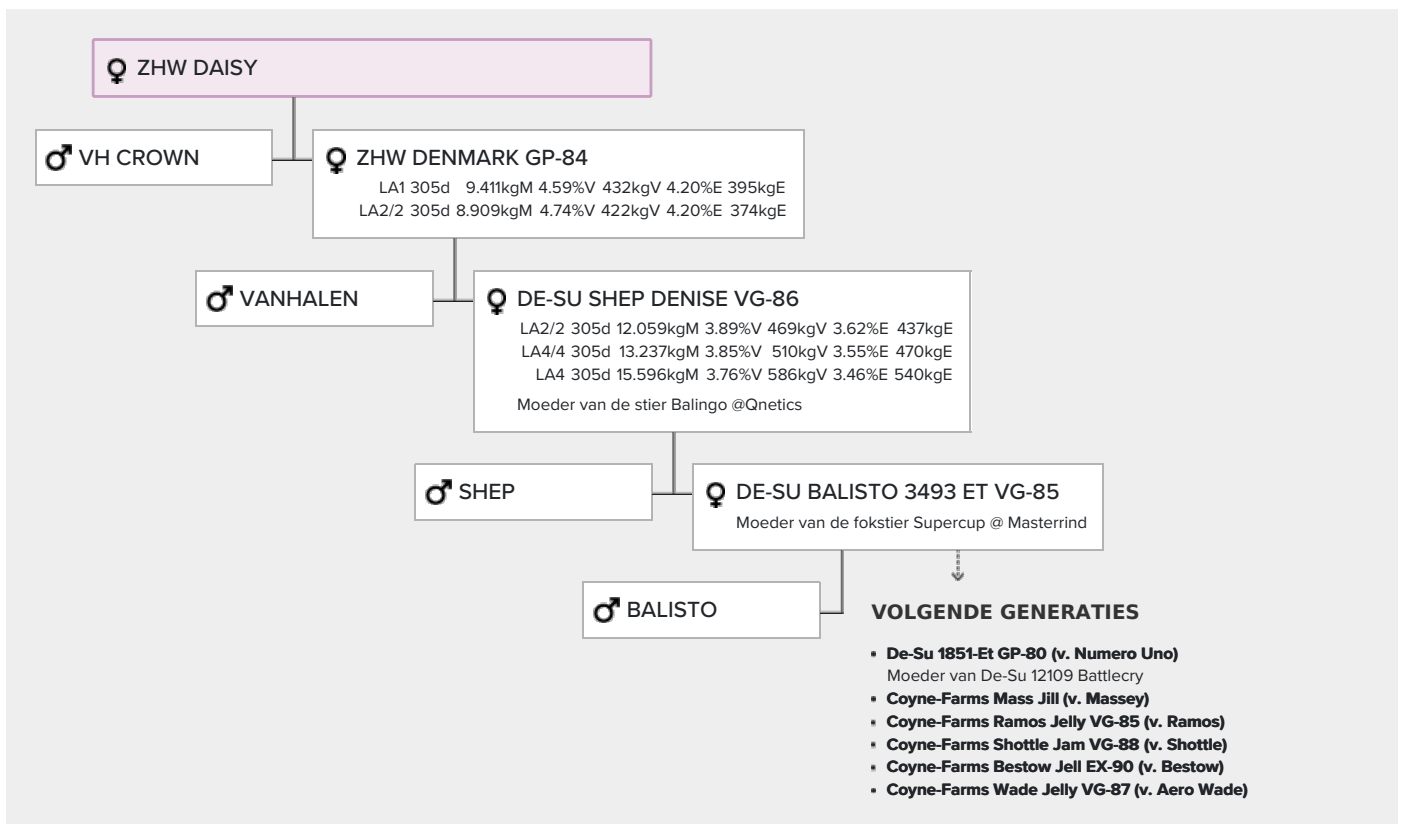 ZHW DAISY
VH CROWN
ZHW DENMARK GP-84
LA1 305d 9.411kgM 4.59%V 432kgV 4.20%E 395kgE
LA2/2 305d 8.909kgM 4.74%V 422kgV 4.20%E 374kgE
VANHALEN
DE-SU SHEP DENISE VG-86
LA2/2 305d 12.059kgM 3.89%V 469kgV 3.62%E 437kgE
LA4/4 305d 13.237kgM 3.85%V 510kgV 3.55%E 470kgE
LA4 305d 15.596kgM 3.76%V 586kgV 3.46%E 540kgE
Moeder van de stier Balingo @Qnetics
SHEP
DE-SU BALISTO 3493 ET VG-85
Moeder van de fokstier Supercup @ Masterrind
BALISTO
VOLGENDE GENERATIES
De-Su 1851-Et GP-80 (v. Numero Uno)
Moeder van De-Su 12109 Battlecry
Coyne-Farms Mass Jill (v. Massey)
Coyne-Farms Ramos Jelly VG-85 (v. Ramos)
Coyne-Farms Shottle Jam VG-88 (v. Shottle)
Coyne-Farms Bestow Jell EX-90 (v. Bestow)
Coyne-Farms Wade Jelly VG-87 (v. Aero Wade)